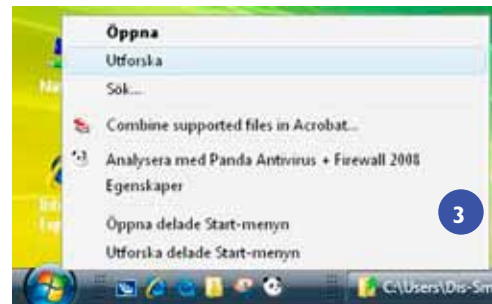 Öppna
Utforska
Sök...
Combine supported files in Acrobat...
Analysera med Panda Antivirus + Firewall 2008
Egenskaper
Öppna delade Start-menyn
Utforska delade Start-menyn
3
C:\Users\Dis-Sm